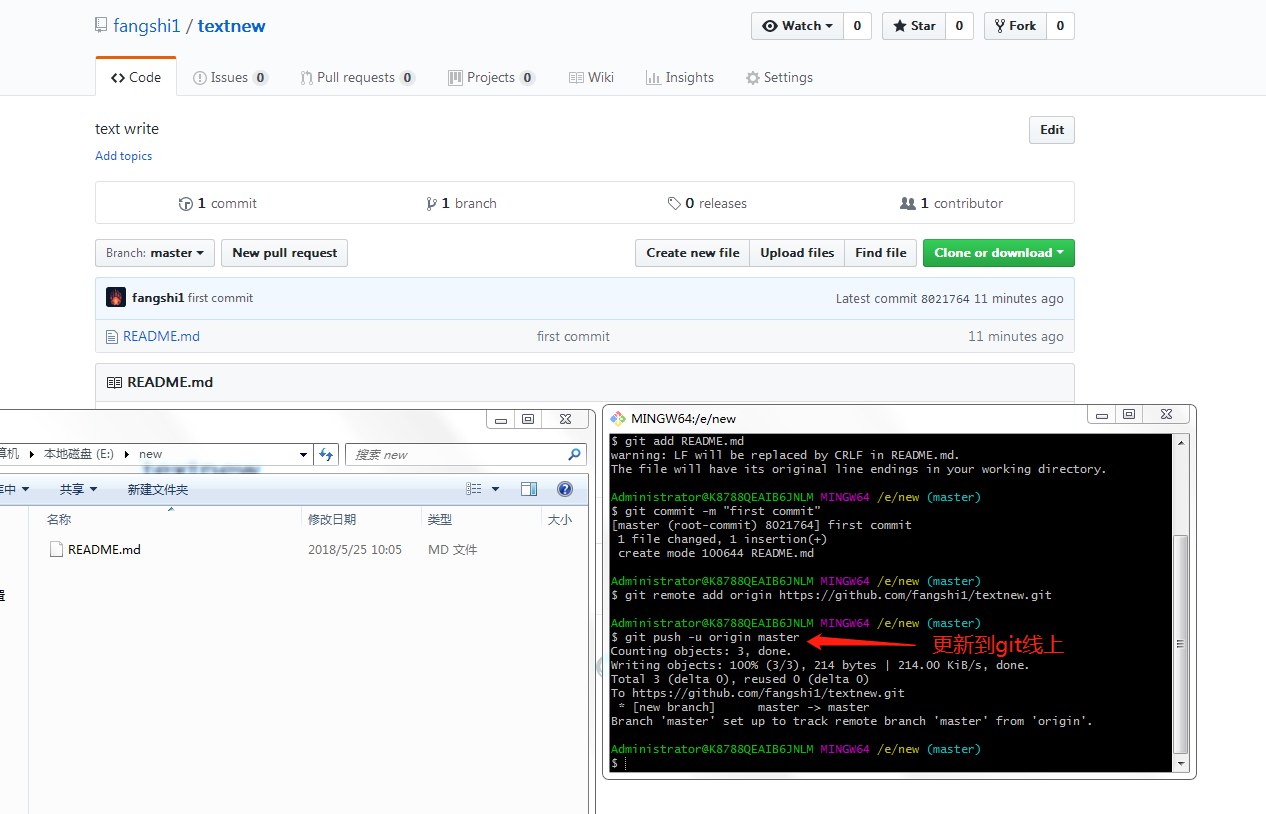 fangshi1 / textnew
Watch 0 Star 0 Fork 0
Code Issues 0 Pull requests 0 Projects 0 Wiki Insights Settings
text write
Edit
Add topics
1 commit 1 branch 0 releases 1 contributor
Branch: master New pull request Create new file Upload files Find file Clone or download
fangshi1 first commit Latest commit 8021764 11 minutes ago
README.md first commit 11 minutes ago
README.md
算机 本地磁盘 (E:) new 搜索 new
库中 共享 新建文件夹
名称 修改日期 类型 大小
README.md 2018/5/25 10:05 MD 文件
MINGW64:/e/new
$ git add README.md
warning: LF will be replaced by CRLF in README.md.
The file will have its original line endings in your working directory.
Administrator@K8788QEAIB6JNLM MINGW64 /e/new (master)
$ git commit -m "first commit"
[master (root-commit) 8021764] first commit
1 file changed, 1 insertion(+)
create mode 100644 README.md
Administrator@K8788QEAIB6JNLM MINGW64 /e/new (master)
$ git remote add origin https://github.com/fangshi1/textnew.git
Administrator@K8788QEAIB6JNLM MINGW64 /e/new (master)
$ git push -u origin master
更新到git线上
Counting objects: 3, done.
Writing objects: 100% (3/3), 214 bytes | 214.00 KiB/s, done.
Total 3 (delta 0), reused 0 (delta 0)
To https://github.com/fangshi1/textnew.git
* [new branch] master -> master
Branch 'master' set up to track remote branch 'master' from 'origin'.
Administrator@K8788QEAIB6JNLM MINGW64 /e/new (master)
$